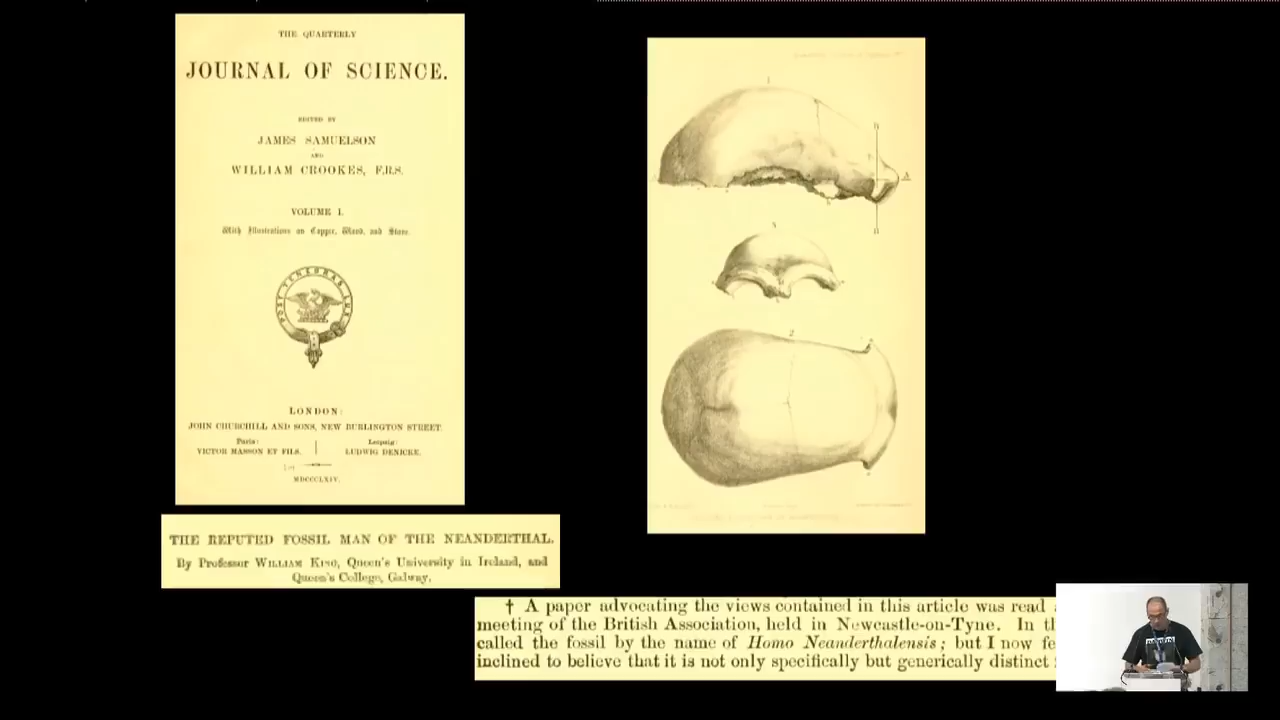 THE QUARTERLY
JOURNAL OF SCIENCE.
EDITED BY
JAMES SAMUELSON
AND
WILLIAM CROOKES, F.R.S.
VOLUME I.
With Illustrations on Copper, Wood, and Stone.
POST TENEBRAS LUX
LONDON:
JOHN CHURCHILL AND SONS, NEW BURLINGTON STREET.
Paris:
VICTOR MASSON ET FILS.
Leipzig:
LUDWIG DENICKE.
MDCCCLXIV.
THE REPUTED FOSSIL MAN OF THE NEANDERTHAL.
By Professor WILLIAM KING, Queen's University in Ireland, and
Queen's College, Galway.
1
2
† A paper advocating the views contained in this article was read
meeting of the British Association, held in Newcastle-on-Tyne. In
called the fossil by the name of Homo Neanderthalensis; but I now
inclined to believe that it is not only specifically but generically distinct